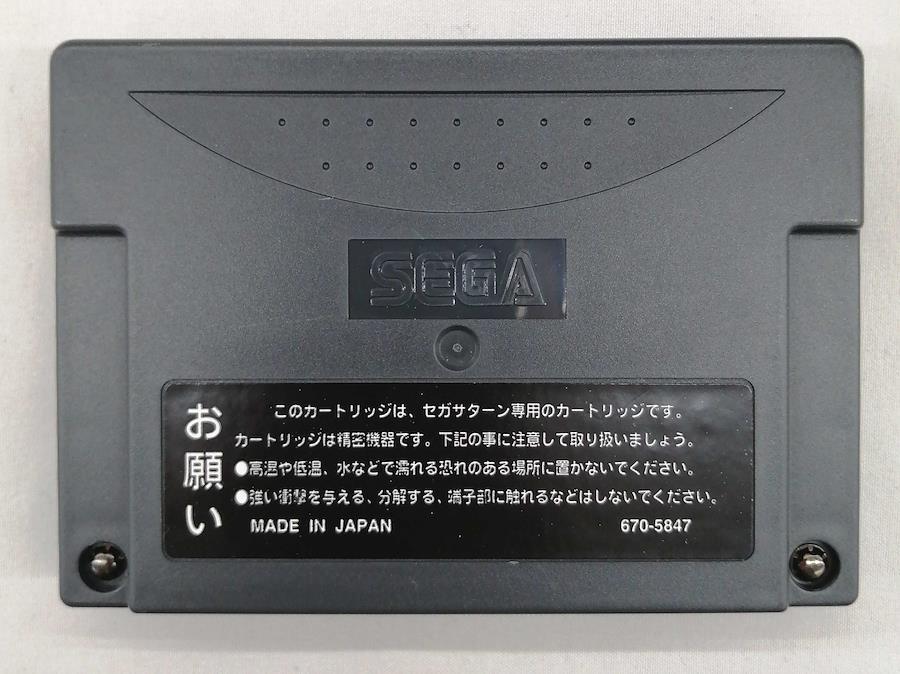 SEGA
お願い
このカートリッジは、セガサターン専用のカートリッジです。
カートリッジは精密機器です。下記の事に注意して取り扱いましょう。
●高温や低温、水などで濡れる恐れのある場所に置かないでください。
●強い衝撃を与える、分解する、端子部に触れるなどはしないでください。
MADE IN JAPAN 670-5847